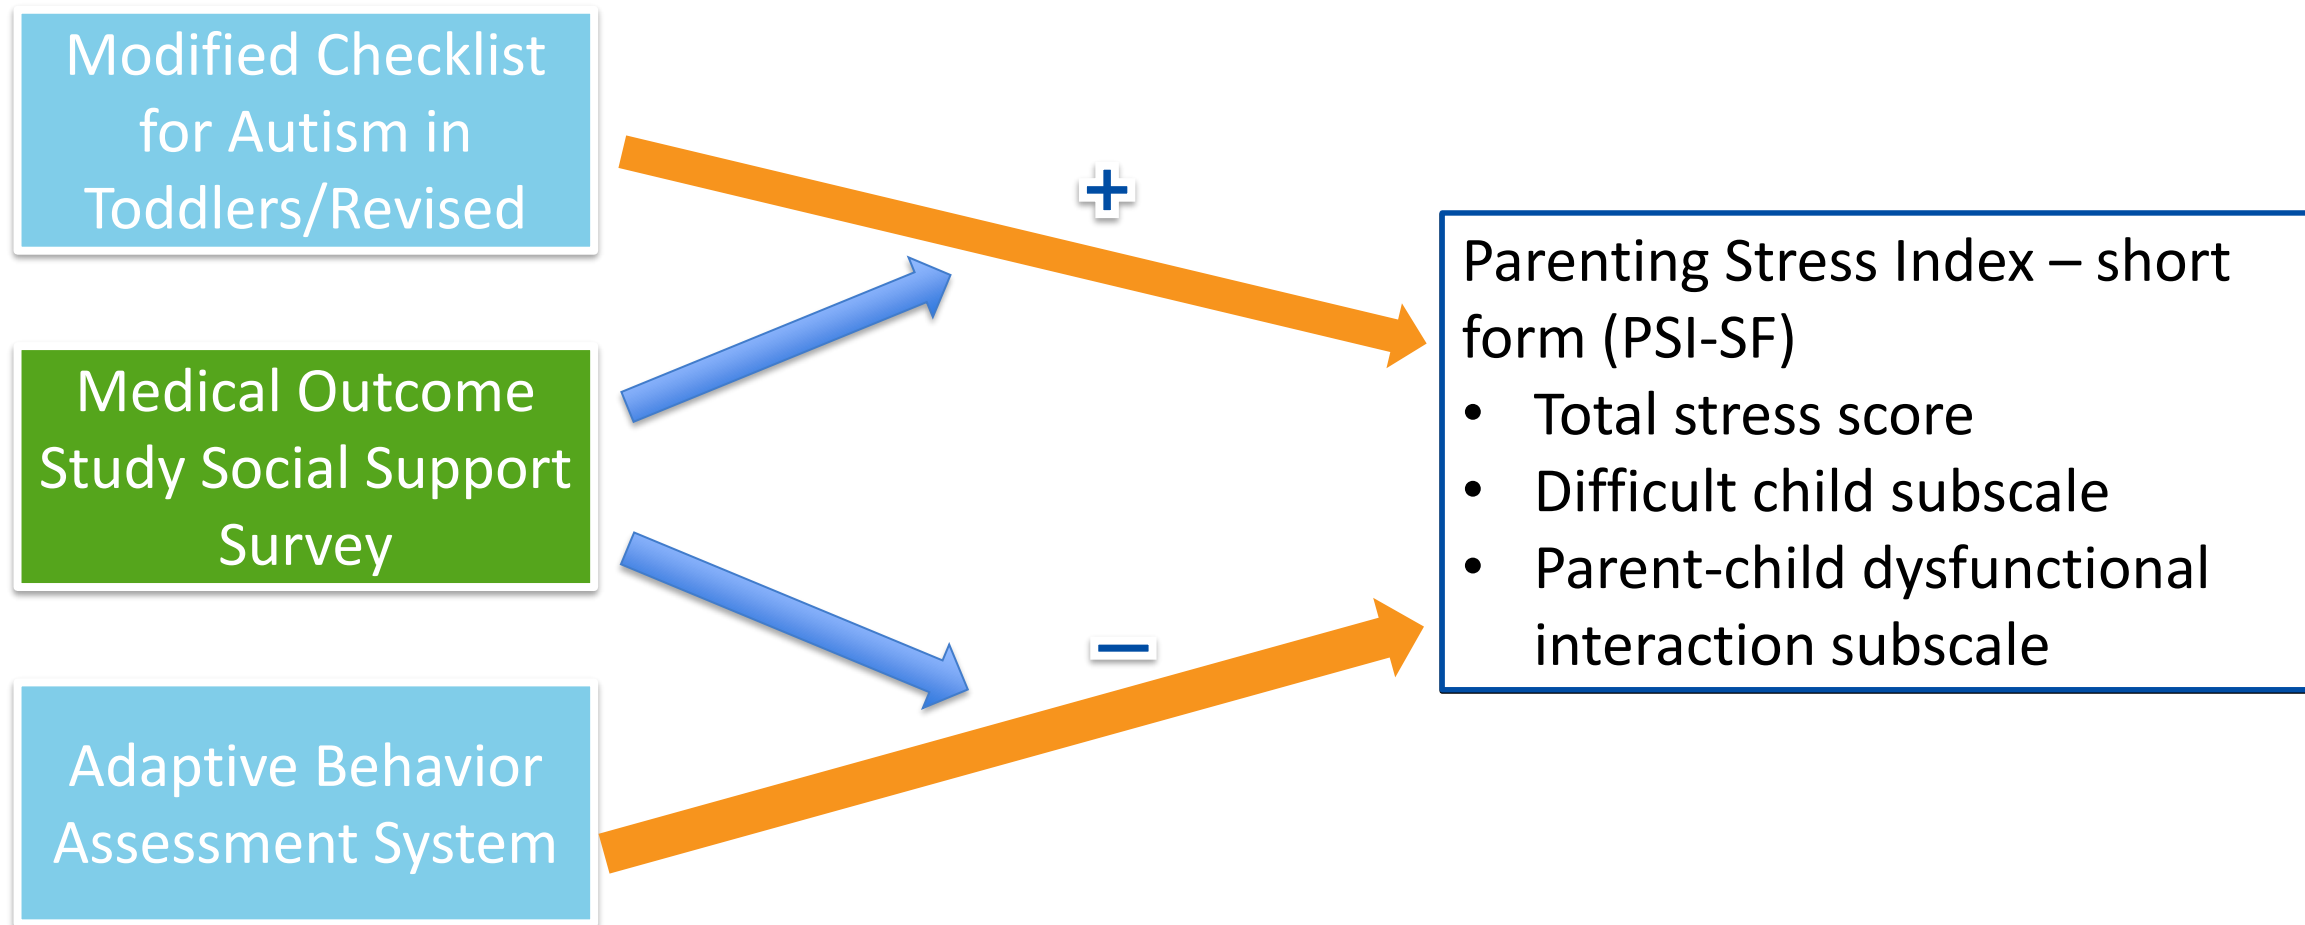 Modified Checklist
for Autism in
Toddlers/Revised
+
Medical Outcome
Study Social Support
Survey
–
Adaptive Behavior
Assessment System
Parenting Stress Index – short
form (PSI-SF)
• Total stress score
• Difficult child subscale
• Parent-child dysfunctional
interaction subscale